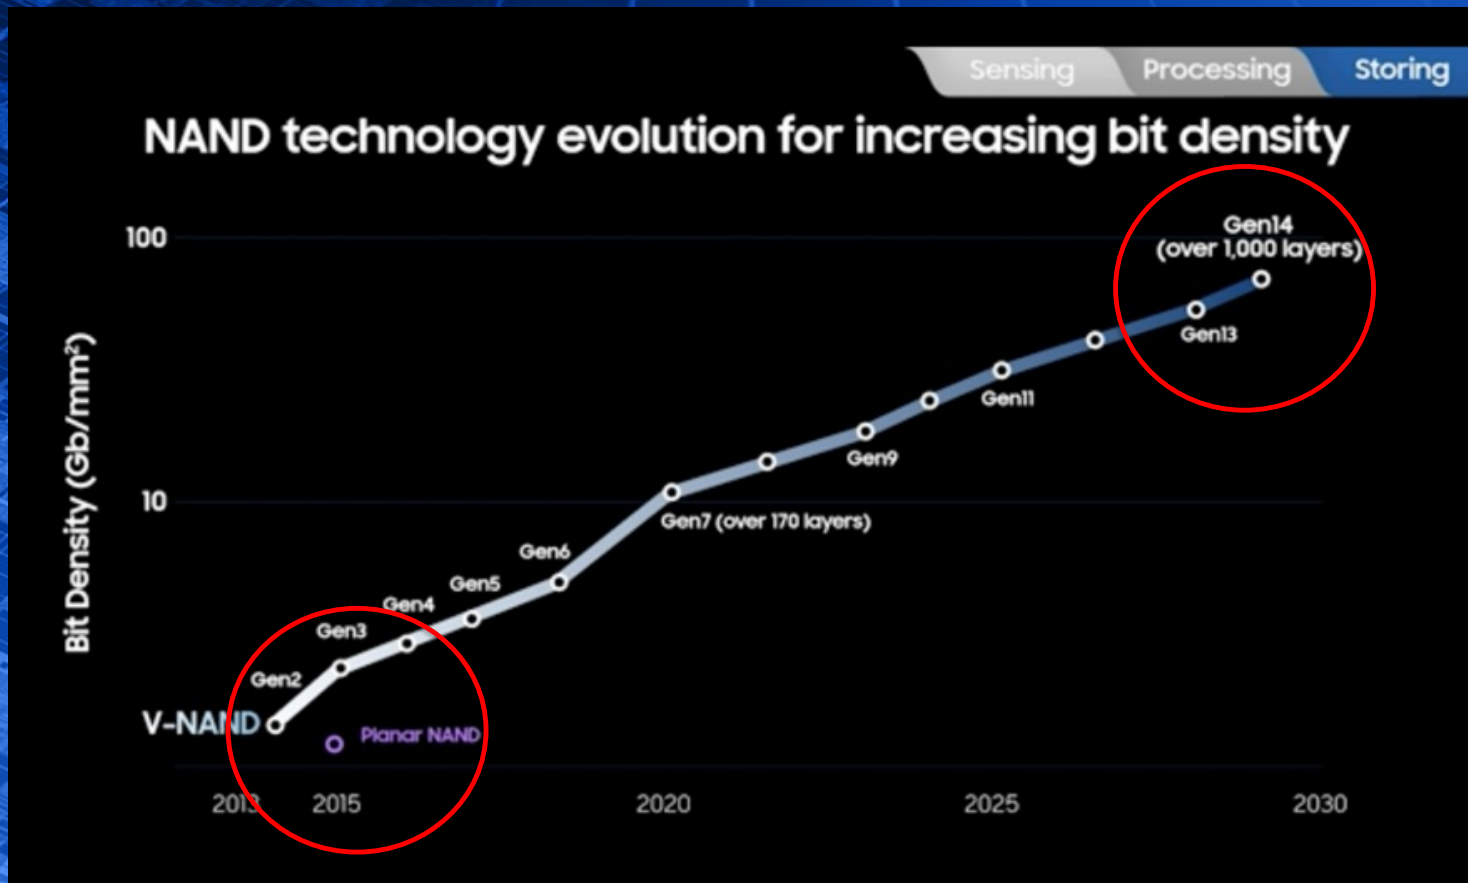 Sensing
Processing
Storing
NAND technology evolution for increasing bit density
Bit Density (Gb/mm²)
100
10
Gen14
(over 1,000 layers)
Gen13
Gen11
Gen9
Gen7 (over 170 layers)
Gen6
Gen5
Gen4
Gen3
Gen2
V-NAND
Planar NAND
2013
2015
2020
2025
2030